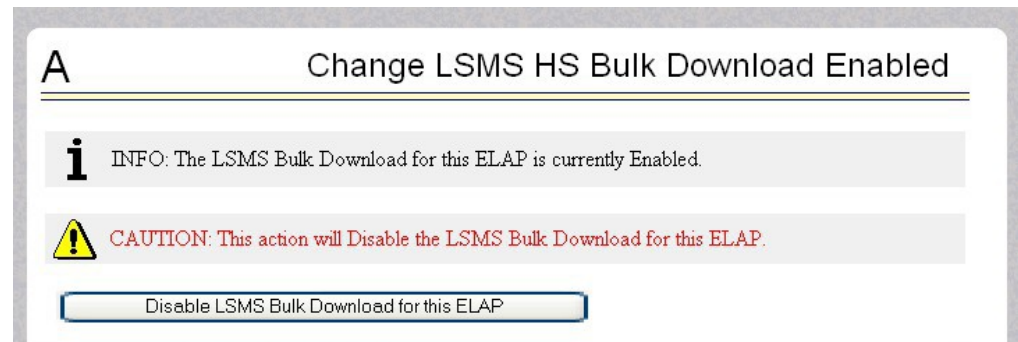 A
Change LSMS HS Bulk Download Enabled
i INFO: The LSMS Bulk Download for this ELAP is currently Enabled.
CAUTION: This action will Disable the LSMS Bulk Download for this ELAP.
Disable LSMS Bulk Download for this ELAP